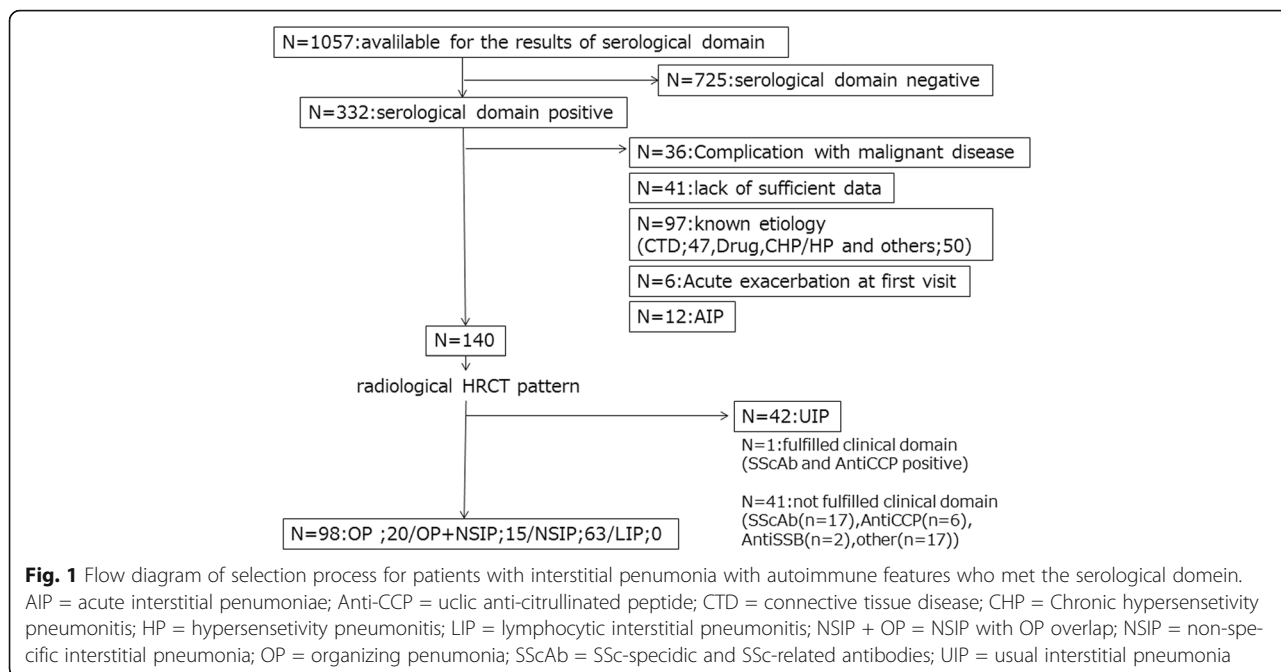 N=1057:avalilable for the results of serological domain
N=725:serological domain negative
N=332:serological domain positive
N=36:Complication with malignant disease
N=41:lack of sufficient data
N=97:known etiology
(CTD;47,Drug,CHP/HP and others;50)
N=6:Acute exacerbation at first visit
N=12:AIP
N=140
radiological HRCT pattern
N=42:UIP
N=1:fulfilled clinical domain
(SScAb and AntiCCP positive)
N=41:not fulfilled clinical domain
(SScAb(n=17),AntiCCP(n=6),
AntiSSB(n=2),other(n=17))
N=98:OP ;20/OP+NSIP;15/NSIP;63/LIP;0
Fig. 1 Flow diagram of selection process for patients with interstitial penumonia with autoimmune features who met the serological domein.
AIP = acute interstitial penumoniae; Anti-CCP = uclic anti-citrullinated peptide; CTD = connective tissue disease; CHP = Chronic hypersensetivity
pneumonitis; HP = hypersensetivity pneumonitis; LIP = lymphocytic interstitial pneumonitis; NSIP + OP = NSIP with OP overlap; NSIP = non-spe-
cific interstitial pneumonia; OP = organizing penumonia; SScAb = SSc-specidic and SSc-related antibodies; UIP = usual interstitial pneumonia